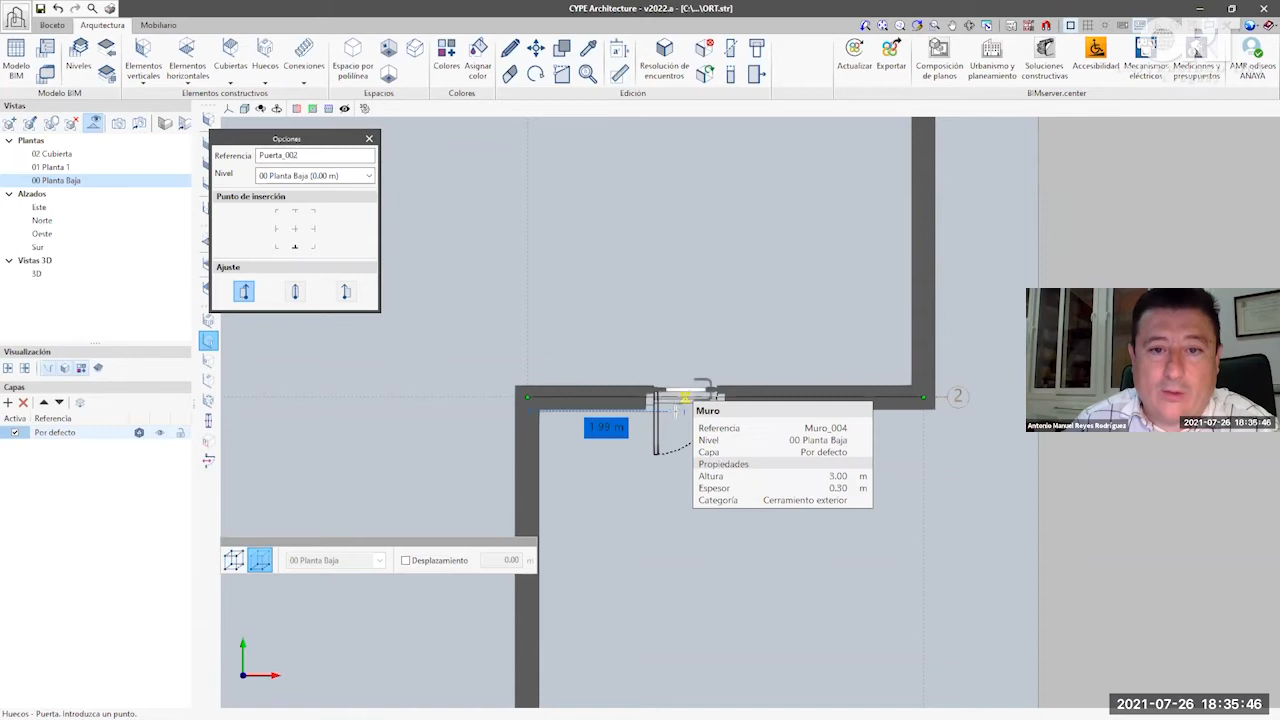 CYPE Architecture - v2022.a - [C:\...\ORT.str]
Boceto
Arquitectura
Mobiliario
Modelo BIM
Niveles
Elementos verticales
Elementos horizontales
Cubiertas
Huecos
Conexiones
Espacio por polilínea
Colores
Asignar color
Resolución de encuentros
Actualizar
Exportar
Composición de planos
Urbanismo y planeamiento
Soluciones constructivas
Accesibilidad
Mecanismos eléctricos
Mediciones y presupuestos
AMR odeseos ANAYA
Modelo BIM
Elementos constructivos
Espacios
Colores
Edición
BIMserver.center
Vistas
Plantas
02 Cubierta
01 Planta 1
00 Planta Baja
Alzados
Este
Norte
Oeste
Sur
Vistas 3D
3D
Visualización
Capas
Activa Referencia
Por defecto
Opciones
Referencia Puerta_002
Nivel 00 Planta Baja (0.00 m)
Punto de inserción
Ajuste
2
1.99 m
Muro
Referencia Muro_004
Nivel 00 Planta Baja
Capa Por defecto
Propiedades
Altura 3.00 m
Espesor 0.30 m
Categoría Cerramiento exterior
00 Planta Baja
Desplazamiento 0.00 m
Antonio Manuel Reyes Rodríguez
2021-07-26 18:35:46
Huecos - Puerta. Introduzca un punto.
2021-07-26 18:35:46